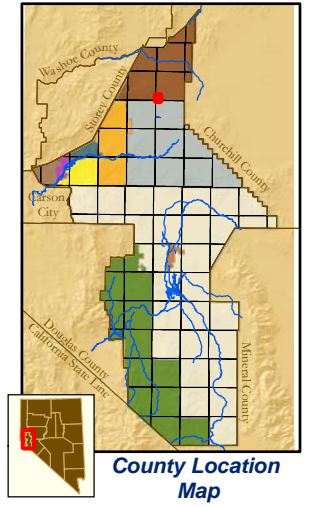 Washoe County
Storey County
Churchill County
Carson
City
Douglas County
California State Line
Mineral County
County Location
Map